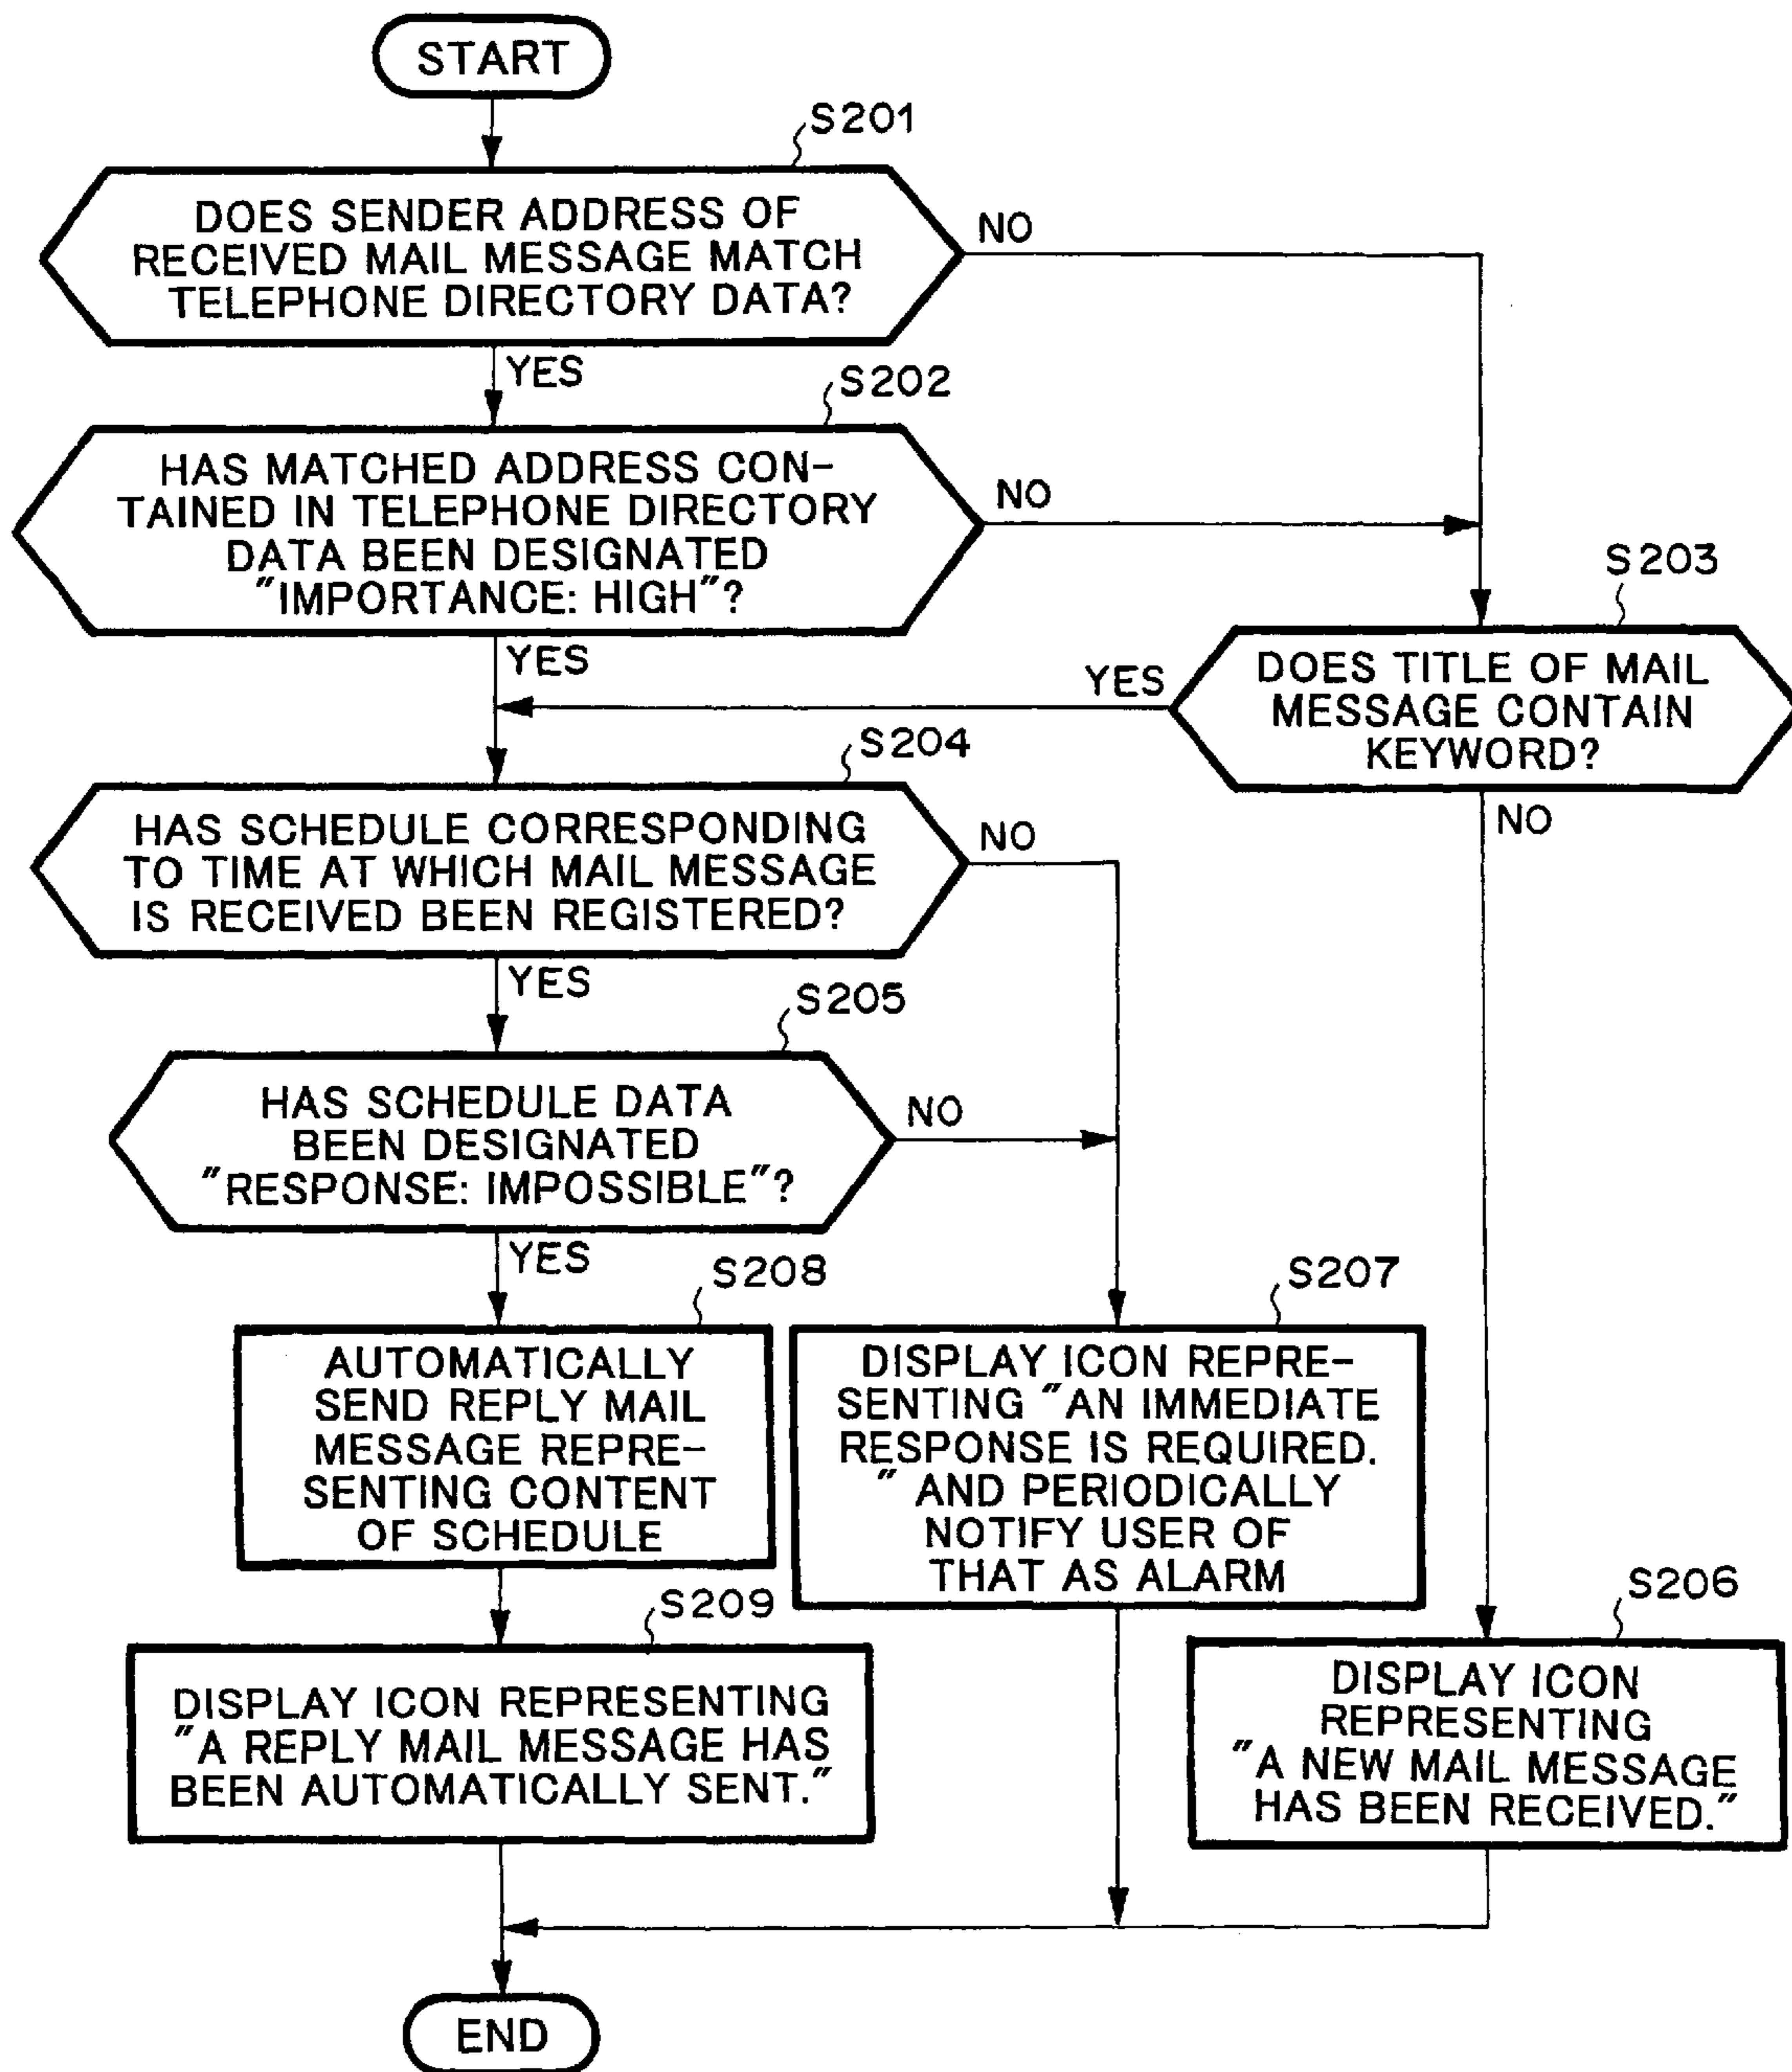 START
S201
DOES SENDER ADDRESS OF
RECEIVED MAIL MESSAGE MATCH
TELEPHONE DIRECTORY DATA?
NO
YES
S202
HAS MATCHED ADDRESS CON-
TAINED IN TELEPHONE DIRECTORY
DATA BEEN DESIGNATED
"IMPORTANCE: HIGH"?
NO
YES
S203
DOES TITLE OF MAIL
MESSAGE CONTAIN
KEYWORD?
YES
NO
S204
HAS SCHEDULE CORRESPONDING
TO TIME AT WHICH MAIL MESSAGE
IS RECEIVED BEEN REGISTERED?
NO
YES
S205
HAS SCHEDULE DATA
BEEN DESIGNATED
"RESPONSE: IMPOSSIBLE"?
NO
YES
S208
AUTOMATICALLY
SEND REPLY MAIL
MESSAGE REPRE-
SENTING CONTENT
OF SCHEDULE
S207
DISPLAY ICON REPRE-
SENTING "AN IMMEDIATE
RESPONSE IS REQUIRED.
" AND PERIODICALLY
NOTIFY USER OF
THAT AS ALARM
S209
DISPLAY ICON REPRESENTING
"A REPLY MAIL MESSAGE HAS
BEEN AUTOMATICALLY SENT."
S206
DISPLAY ICON
REPRESENTING
"A NEW MAIL MESSAGE
HAS BEEN RECEIVED."
END